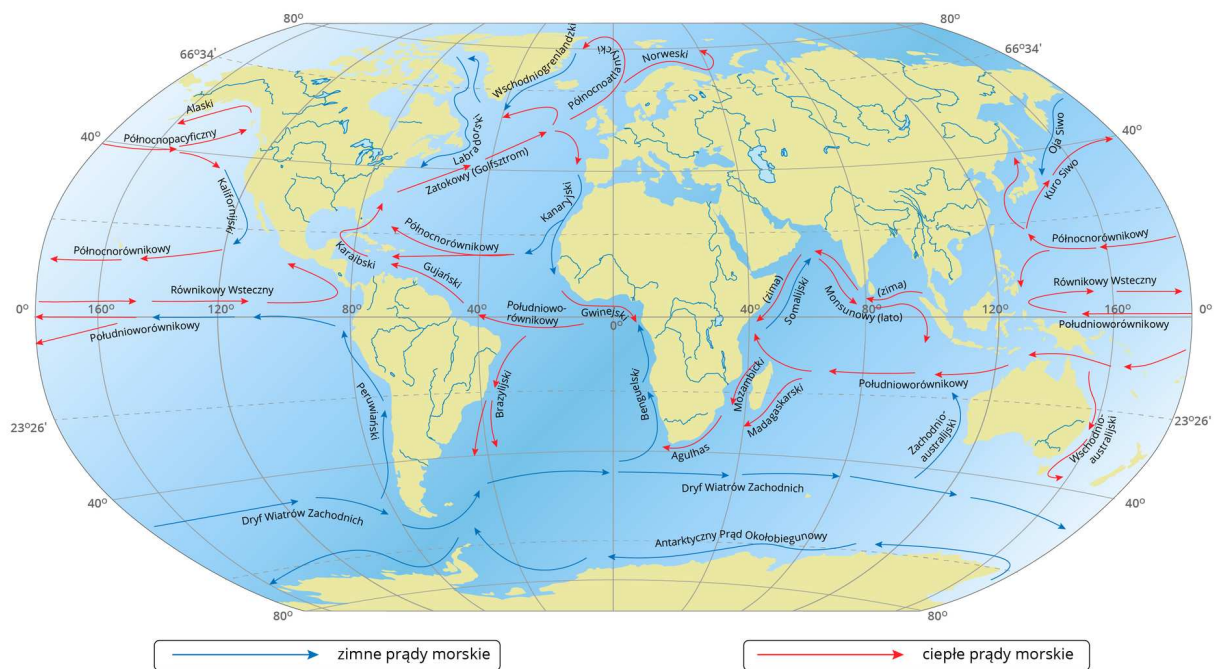 80°
80°
66°34'
66°34'
Wschodniogrenlandzki
Północnoatlantycki
Norweski
Alaski
40°
Północnopacyficzny
Labradorski
Oja Siwo
40°
Zatokowy (Golfsztrom)
Kalifornijski
Kanaryjski
Kuro Siwo
Północnorównikowy
Północnorównikowy
Karaibski
Gujański
Północnorównikowy
Równikowy Wsteczny
(zima)
Somalijski
(zima)
Monsunowy (lato)
Równikowy Wsteczny
0°
160°
120°
80°
40°
Południowo-
równikowy
Gwinejski
0°
40°
80°
120°
160°
0°
Południoworównikowy
Południoworównikowy
Peruwiański
Brazylijski
Benguelski
Mozambicki
Madagaskarski
Południoworównikowy
Zachodnio-
australijski
Wschodnio-
australijski
23°26'
23°26'
Agulhas
Dryf Wiatrów Zachodnich
40°
Dryf Wiatrów Zachodnich
40°
Antarktyczny Prąd Okołobiegunowy
80°
80°
zimne prądy morskie
ciepłe prądy morskie